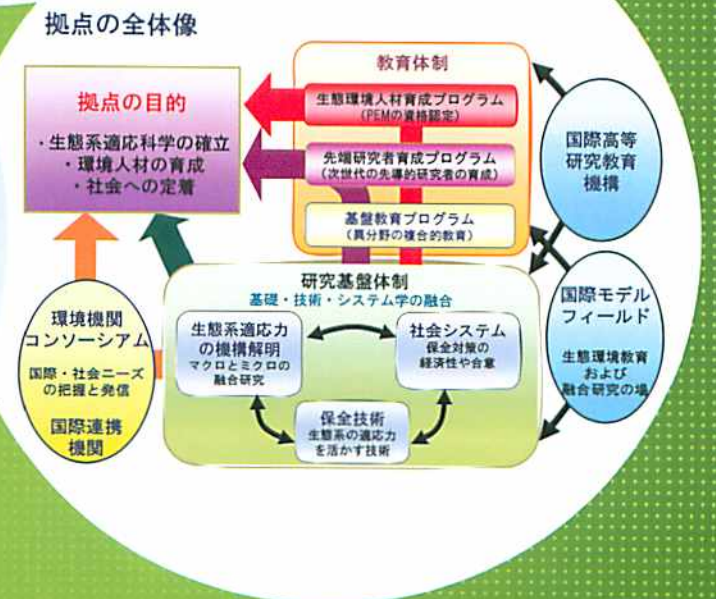 拠点の全体像
拠点の目的
・生態系適応科学の確立
・環境人材の育成
・社会への定着
教育体制
生態環境人材育成プログラム
(PEMの資格認定)
先端研究者育成プログラム
(次世代の先導的研究者の育成)
基盤教育プログラム
(異分野の複合的教育)
国際高等
研究教育
機構
研究基盤体制
基礎・技術・システム学の融合
生態系適応力
の機構解明
マクロとミクロの
融合研究
社会システム
保全対策の
経済性や合意
保全技術
生態系の適応力
を活かす技術
環境機関
コンソーシアム
国際・社会ニーズ
の把握と発信
国際連携
機関
国際モデル
フィールド
生態環境教育
および
融合研究の場